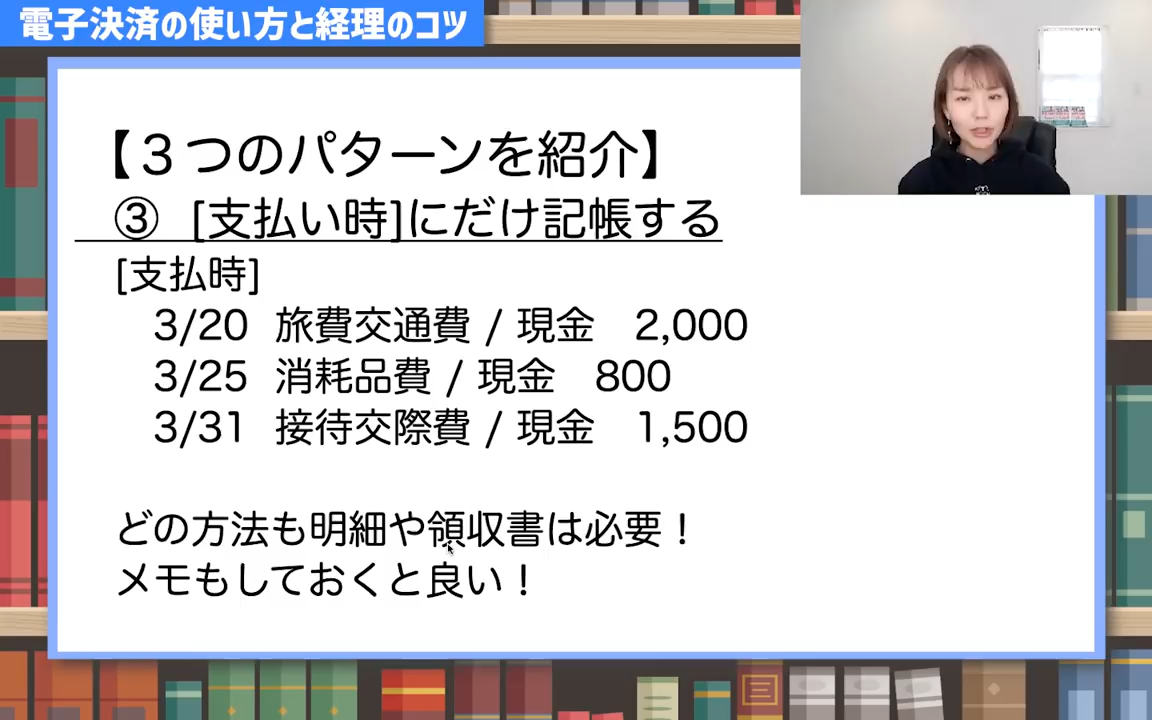 電子決済の使い方と経理のコツ
【３つのパターンを紹介】
③ [支払い時]にだけ記帳する
[支払時]
3/20 旅費交通費 / 現金 2,000
3/25 消耗品費 / 現金 800
3/31 接待交際費 / 現金 1,500
どの方法も明細や領収書は必要！
メモもしておくと良い！